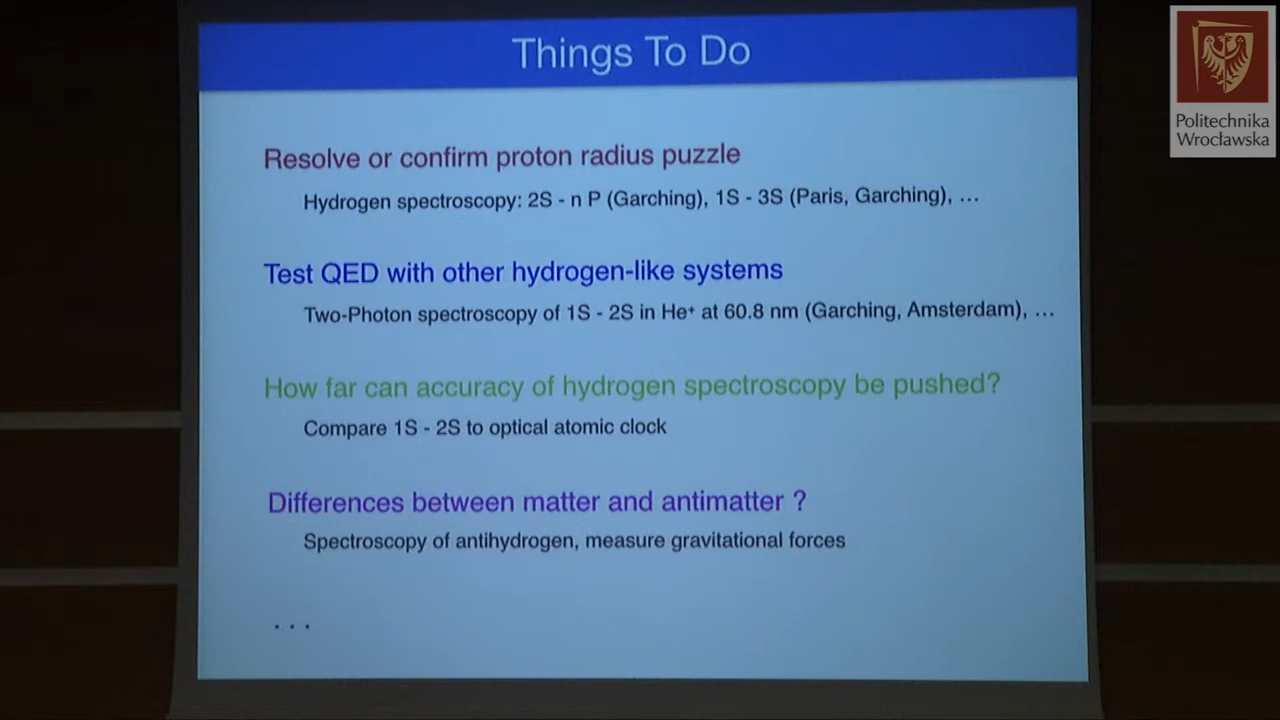 Things To Do
Politechnika
Wrocławska
Resolve or confirm proton radius puzzle
Hydrogen spectroscopy: 2S - n P (Garching), 1S - 3S (Paris, Garching), …
Test QED with other hydrogen-like systems
Two-Photon spectroscopy of 1S - 2S in He⁺ at 60.8 nm (Garching, Amsterdam), …
How far can accuracy of hydrogen spectroscopy be pushed?
Compare 1S - 2S to optical atomic clock
Differences between matter and antimatter ?
Spectroscopy of antihydrogen, measure gravitational forces
. . .